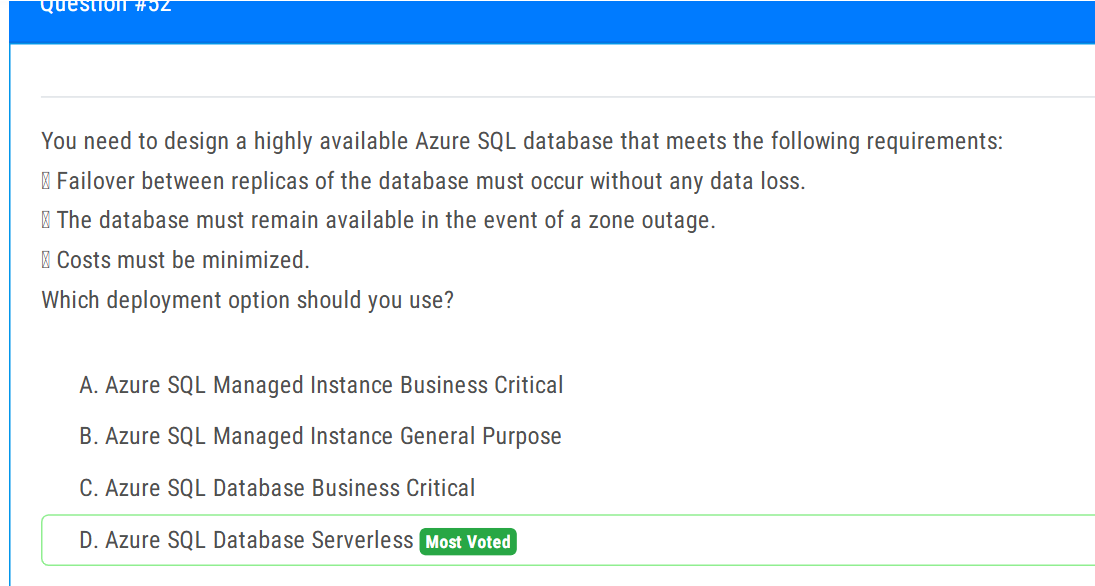 Question #52
You need to design a highly available Azure SQL database that meets the following requirements:
Failover between replicas of the database must occur without any data loss.
The database must remain available in the event of a zone outage.
Costs must be minimized.
Which deployment option should you use?
A. Azure SQL Managed Instance Business Critical
B. Azure SQL Managed Instance General Purpose
C. Azure SQL Database Business Critical
D. Azure SQL Database Serverless Most Voted